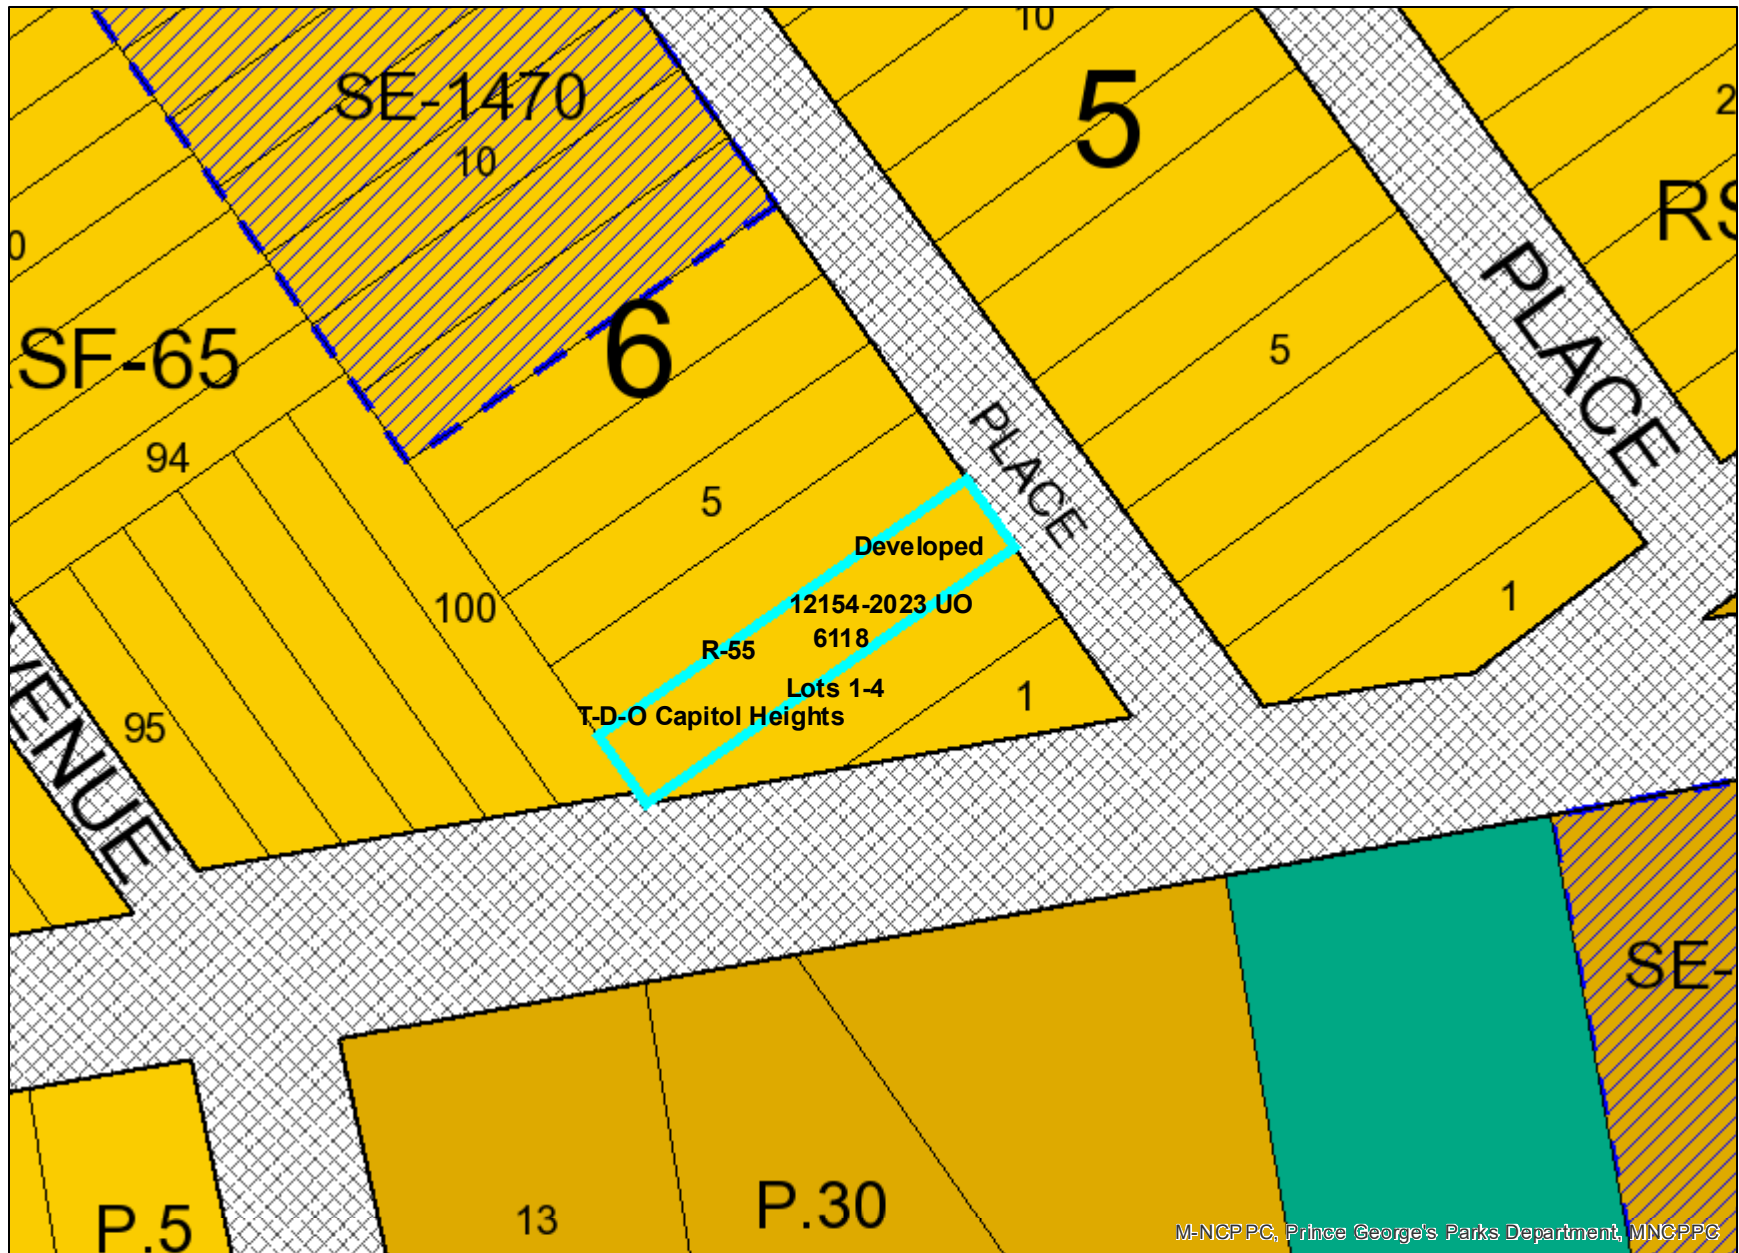 10
SE-1470
5
2
10
RS
0
PLACE
SF-65
6
5
PLACE
94
5
Developed
12154-2023 UO
100
6118
1
R-55
Lots 1-4
1
T-D-O Capitol Heights
95
VENUE
SE-
P.30
13
P.5
M-NCPPC, Prince George's Parks Department, MNCPPC